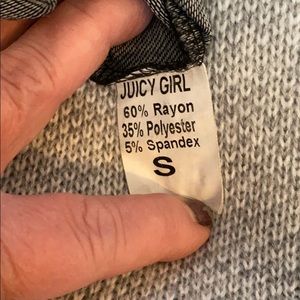 JUICY GIRL
60% Rayon
35% Polyester
5% Spandex
S